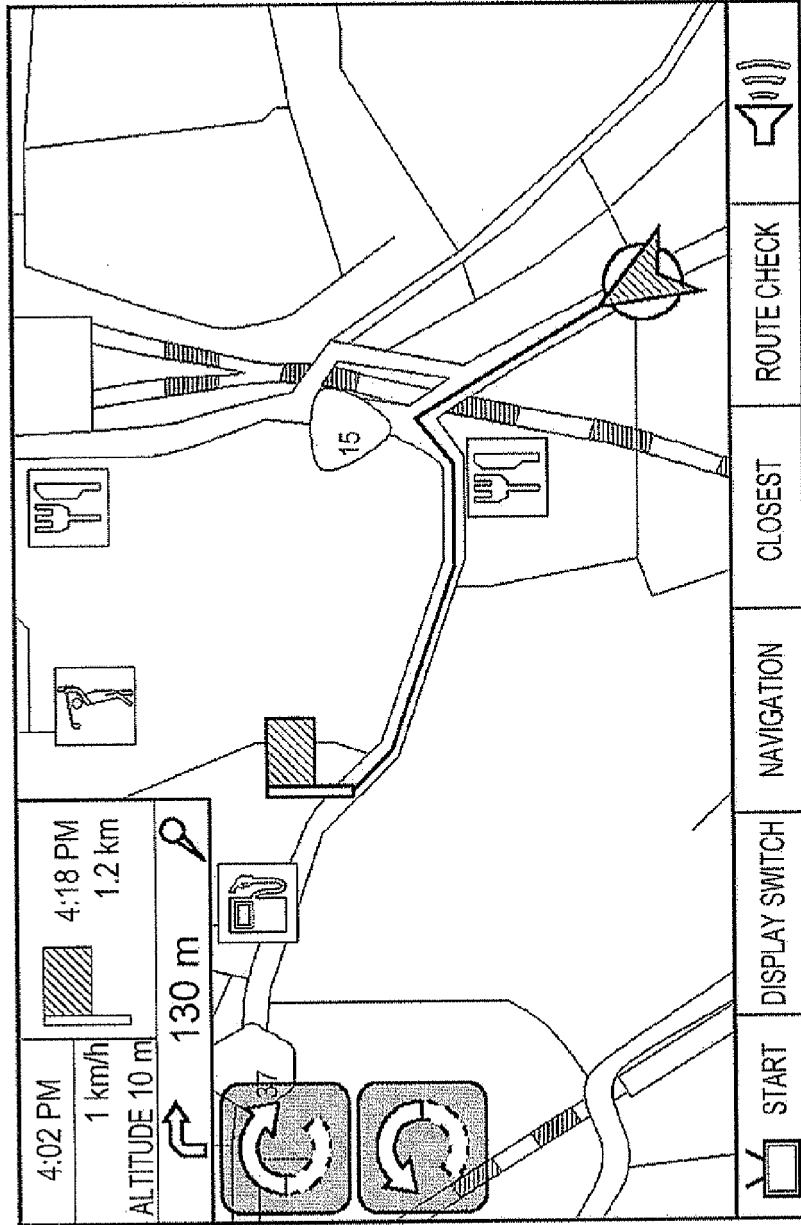 4:02 PM
1 km/h
ALTITUDE 10 m
4:18 PM
1.2 km
130 m
37
15
START
DISPLAY SWITCH
NAVIGATION
CLOSEST
ROUTE CHECK